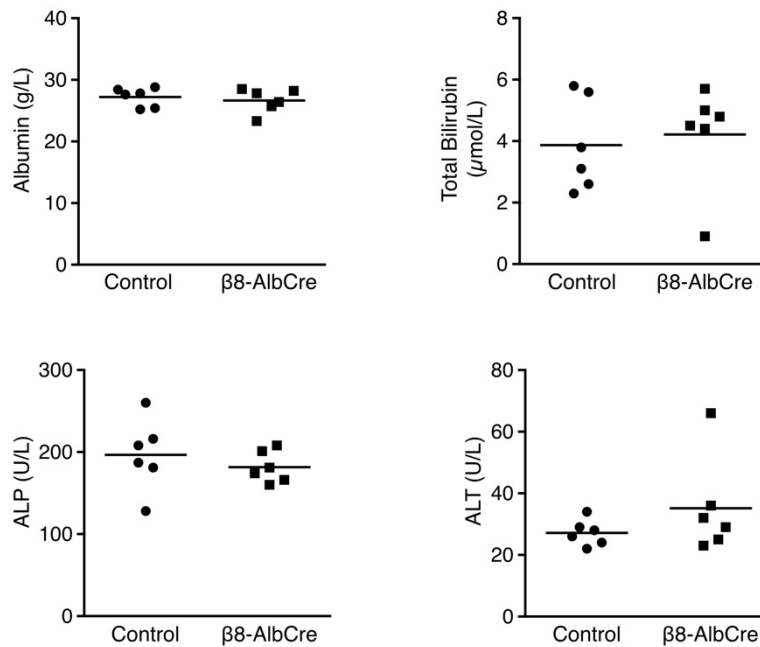 Albumin (g/L)
40
30
20
10
0
Control
β8-AlbCre
Total Bilirubin
(μmol/L)
8
6
4
2
0
Control
β8-AlbCre
ALP (U/L)
300
200
100
0
Control
β8-AlbCre
ALT (U/L)
80
60
40
20
0
Control
β8-AlbCre